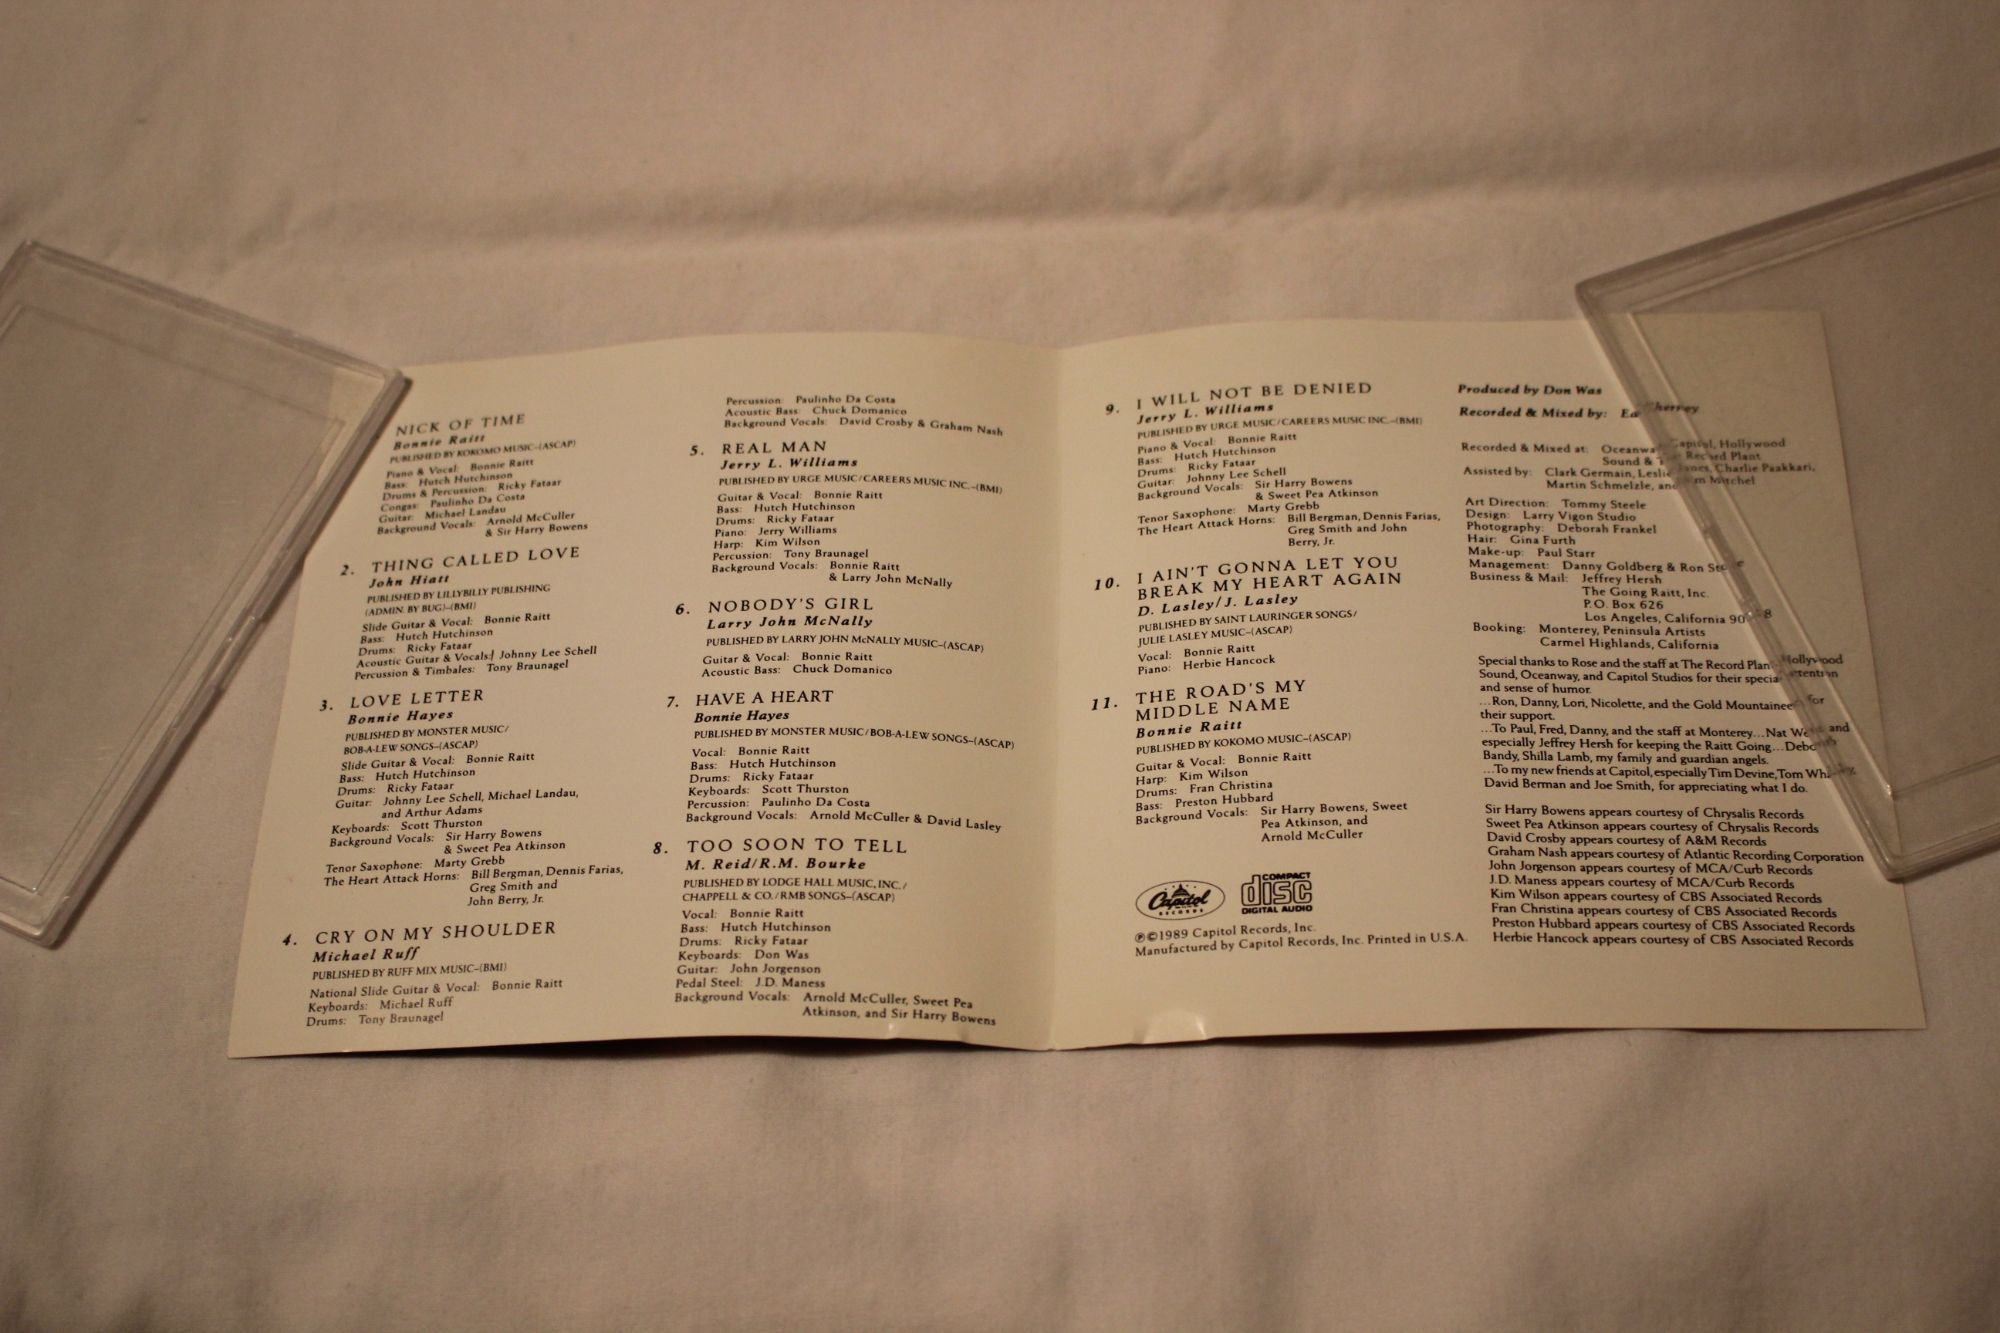 NICK OF TIME
Bonnie Raitt
PUBLISHED BY KOKOMO MUSIC–(ASCAP)
Piano & Vocal: Bonnie Raitt
Bass: Hutch Hutchinson
Drums & Percussion: Ricky Fataar
Congas: Paulinho Da Costa
Guitar: Michael Landau
Background Vocals: Arnold McCuller
& Sir Harry Bowens
2. THING CALLED LOVE
John Hiatt
PUBLISHED BY LILLYBILLY PUBLISHING
(ADMIN. BY BUG)–(BMI)
Slide Guitar & Vocal: Bonnie Raitt
Bass: Hutch Hutchinson
Drums: Ricky Fataar
Acoustic Guitar & Vocals: Johnny Lee Schell
Percussion & Timbales: Tony Braunagel
3. LOVE LETTER
Bonnie Hayes
PUBLISHED BY MONSTER MUSIC/
BOB-A-LEW SONGS–(ASCAP)
Slide Guitar & Vocal: Bonnie Raitt
Bass: Hutch Hutchinson
Drums: Ricky Fataar
Guitar: Johnny Lee Schell, Michael Landau,
and Arthur Adams
Keyboards: Scott Thurston
Background Vocals: Sir Harry Bowens
& Sweet Pea Atkinson
Tenor Saxophone: Marty Grebb
The Heart Attack Horns: Bill Bergman, Dennis Farias,
Greg Smith and
John Berry, Jr.
4. CRY ON MY SHOULDER
Michael Ruff
PUBLISHED BY RUFF MIX MUSIC–(BMI)
National Slide Guitar & Vocal: Bonnie Raitt
Keyboards: Michael Ruff
Drums: Tony Braunagel
Percussion: Paulinho Da Costa
Acoustic Bass: Chuck Domanico
Background Vocals: David Crosby & Graham Nash
5. REAL MAN
Jerry L. Williams
PUBLISHED BY URGE MUSIC/CAREERS MUSIC INC.–(BMI)
Guitar & Vocal: Bonnie Raitt
Bass: Hutch Hutchinson
Drums: Ricky Fataar
Piano: Jerry Williams
Harp: Kim Wilson
Percussion: Tony Braunagel
Background Vocals: Bonnie Raitt
& Larry John McNally
6. NOBODY'S GIRL
Larry John McNally
PUBLISHED BY LARRY JOHN McNALLY MUSIC–(ASCAP)
Guitar & Vocal: Bonnie Raitt
Acoustic Bass: Chuck Domanico
7. HAVE A HEART
Bonnie Hayes
PUBLISHED BY MONSTER MUSIC/BOB-A-LEW SONGS–(ASCAP)
Vocal: Bonnie Raitt
Bass: Hutch Hutchinson
Drums: Ricky Fataar
Keyboards: Scott Thurston
Percussion: Paulinho Da Costa
Background Vocals: Arnold McCuller & David Lasley
8. TOO SOON TO TELL
M. Reid/R.M. Bourke
PUBLISHED BY LODGE HALL MUSIC, INC./
CHAPPELL & CO./RMB SONGS–(ASCAP)
Vocal: Bonnie Raitt
Bass: Hutch Hutchinson
Drums: Ricky Fataar
Keyboards: Don Was
Guitar: John Jorgenson
Pedal Steel: J.D. Maness
Background Vocals: Arnold McCuller, Sweet Pea
Atkinson, and Sir Harry Bowens
9. I WILL NOT BE DENIED
Jerry L. Williams
PUBLISHED BY URGE MUSIC/CAREERS MUSIC INC.–(BMI)
Piano & Vocal: Bonnie Raitt
Bass: Hutch Hutchinson
Drums: Ricky Fataar
Guitar: Johnny Lee Schell
Background Vocals: Sir Harry Bowens
& Sweet Pea Atkinson
Tenor Saxophone: Marty Grebb
The Heart Attack Horns: Bill Bergman, Dennis Farias,
Greg Smith and John
Berry, Jr.
10. I AIN'T GONNA LET YOU
BREAK MY HEART AGAIN
D. Lasley/J. Lasley
PUBLISHED BY SAINT LAURINGER SONGS/
JULIE LASLEY MUSIC–(ASCAP)
Vocal: Bonnie Raitt
Piano: Herbie Hancock
11. THE ROAD'S MY
MIDDLE NAME
Bonnie Raitt
PUBLISHED BY KOKOMO MUSIC–(ASCAP)
Guitar & Vocal: Bonnie Raitt
Harp: Kim Wilson
Drums: Fran Christina
Bass: Preston Hubbard
Background Vocals: Sir Harry Bowens, Sweet
Pea Atkinson, and
Arnold McCuller
Capitol RECORDS
COMPACT disc DIGITAL AUDIO
℗©1989 Capitol Records, Inc.
Manufactured by Capitol Records, Inc. Printed in U.S.A.
Produced by Don Was
Recorded & Mixed by: Cherney
Recorded & Mixed at: Capitol, Hollywood
Sound & Record Plant
Assisted by: Clark Germain, Jones, Charlie Paakkari,
Martin Schmelzle, and Mitchel
Art Direction: Tommy Steele
Design: Larry Vigon Studio
Photography: Deborah Frankel
Hair: Gina Furth
Make-up: Paul Starr
Management: Danny Goldberg & Ron
Business & Mail: Jeffrey Hersh
The Going Raitt, Inc.
P.O. Box 626
Los Angeles, California
Booking: Monterey, Peninsula Artists
Carmel Highlands, California
Special thanks to Rose and the staff at The Record Plant Hollywood
Sound, Oceanway, and Capitol Studios for their special attention
and sense of humor.
...Ron, Danny, Lori, Nicolette, and the Gold Mountaineers for
their support.
...To Paul, Fred, Danny, and the staff at Monterey...Nat and
especially Jeffrey Hersh for keeping the Raitt Going...Deborah
Bandy, Shilla Lamb, my family and guardian angels.
...To my new friends at Capitol, especially Tim Devine, Tom
David Berman and Joe Smith, for appreciating what I do.
Sir Harry Bowens appears courtesy of Chrysalis Records
Sweet Pea Atkinson appears courtesy of Chrysalis Records
David Crosby appears courtesy of A&M Records
Graham Nash appears courtesy of Atlantic Recording Corporation
John Jorgenson appears courtesy of MCA/Curb Records
J.D. Maness appears courtesy of MCA/Curb Records
Kim Wilson appears courtesy of CBS Associated Records
Fran Christina appears courtesy of CBS Associated Records
Preston Hubbard appears courtesy of CBS Associated Records
Herbie Hancock appears courtesy of CBS Associated Records